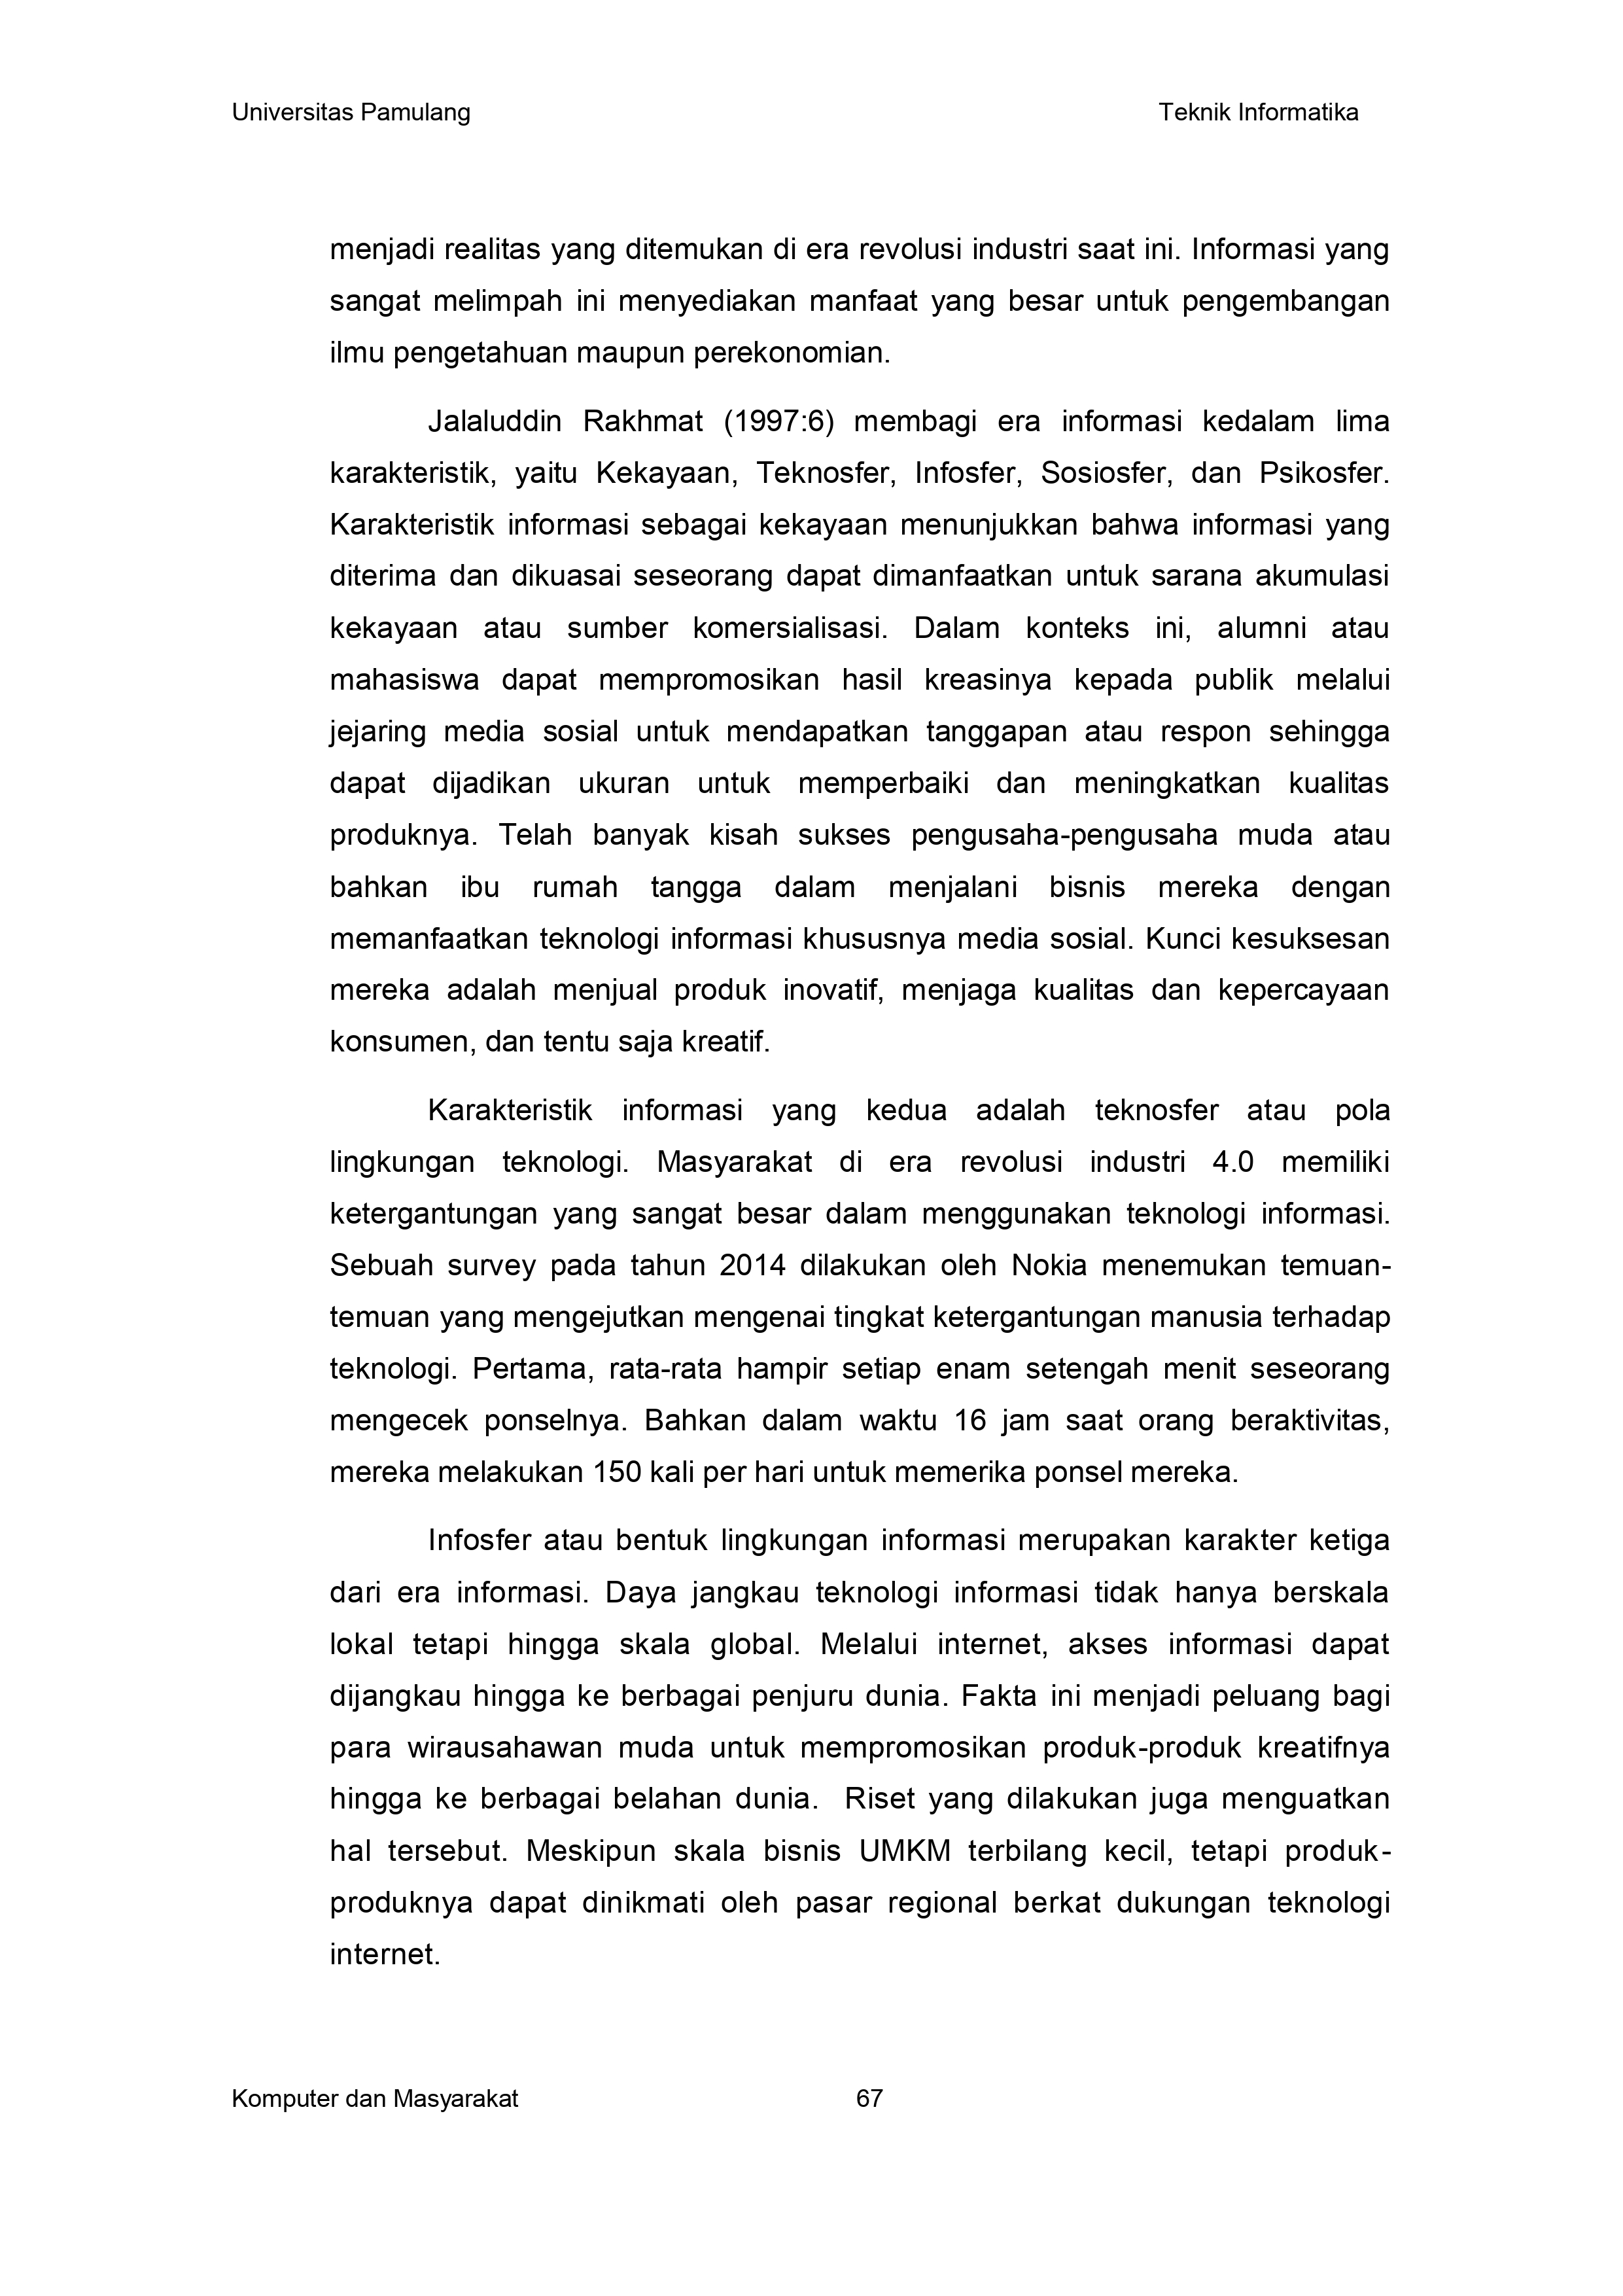 Universitas Pamulang Teknik Informatika
menjadi realitas yang ditemukan di era revolusi industri saat ini. Informasi yang
sangat melimpah ini menyediakan manfaat yang besar untuk pengembangan
ilmu pengetahuan maupun perekonomian.
Jalaluddin Rakhmat (1997:6) membagi era informasi kedalam lima
karakteristik, yaitu Kekayaan, Teknosfer, Infosfer, Sosiosfer, dan Psikosfer.
Karakteristik informasi sebagai kekayaan menunjukkan bahwa informasi yang
diterima dan dikuasai seseorang dapat dimanfaatkan untuk sarana akumulasi
kekayaan atau sumber komersialisasi. Dalam konteks ini, alumni atau
mahasiswa dapat mempromosikan hasil kreasinya kepada publik melalui
jejaring media sosial untuk mendapatkan tanggapan atau respon sehingga
dapat dijadikan ukuran untuk memperbaiki dan meningkatkan kualitas
produknya. Telah banyak kisah sukses pengusaha-pengusaha muda atau
bahkan ibu rumah tangga dalam menjalani bisnis mereka dengan
memanfaatkan teknologi informasi khususnya media sosial. Kunci kesuksesan
mereka adalah menjual produk inovatif, menjaga kualitas dan kepercayaan
konsumen, dan tentu saja kreatif.
Karakteristik informasi yang kedua adalah teknosfer atau pola
lingkungan teknologi. Masyarakat di era revolusi industri 4.0 memiliki
ketergantungan yang sangat besar dalam menggunakan teknologi informasi.
Sebuah survey pada tahun 2014 dilakukan oleh Nokia menemukan temuan-
temuan yang mengejutkan mengenai tingkat ketergantungan manusia terhadap
teknologi. Pertama, rata-rata hampir setiap enam setengah menit seseorang
mengecek ponselnya. Bahkan dalam waktu 16 jam saat orang beraktivitas,
mereka melakukan 150 kali per hari untuk memerika ponsel mereka.
Infosfer atau bentuk lingkungan informasi merupakan karakter ketiga
dari era informasi. Daya jangkau teknologi informasi tidak hanya berskala
lokal tetapi hingga skala global. Melalui internet, akses informasi dapat
dijangkau hingga ke berbagai penjuru dunia. Fakta ini menjadi peluang bagi
para wirausahawan muda untuk mempromosikan produk-produk kreatifnya
hingga ke berbagai belahan dunia.  Riset yang dilakukan juga menguatkan
hal tersebut. Meskipun skala bisnis UMKM terbilang kecil, tetapi produk-
produknya dapat dinikmati oleh pasar regional berkat dukungan teknologi
internet.
Komputer dan Masyarakat 67